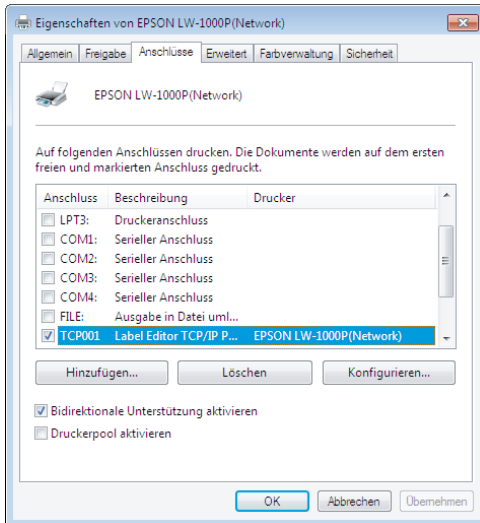 Eigenschaften von EPSON LW-1000P(Network)
Allgemein Freigabe Anschlüsse Erweitert Farbverwaltung Sicherheit
EPSON LW-1000P(Network)
Auf folgenden Anschlüssen drucken. Die Dokumente werden auf dem ersten
freien und markierten Anschluss gedruckt.
Anschluss Beschreibung Drucker
LPT3: Druckeranschluss
COM1: Serieller Anschluss
COM2: Serieller Anschluss
COM3: Serieller Anschluss
COM4: Serieller Anschluss
FILE: Ausgabe in Datei uml...
TCP001 Label Editor TCP/IP P... EPSON LW-1000P(Network)
Hinzufügen... Löschen Konfigurieren...
Bidirektionale Unterstützung aktivieren
Druckerpool aktivieren
OK Abbrechen Übernehmen